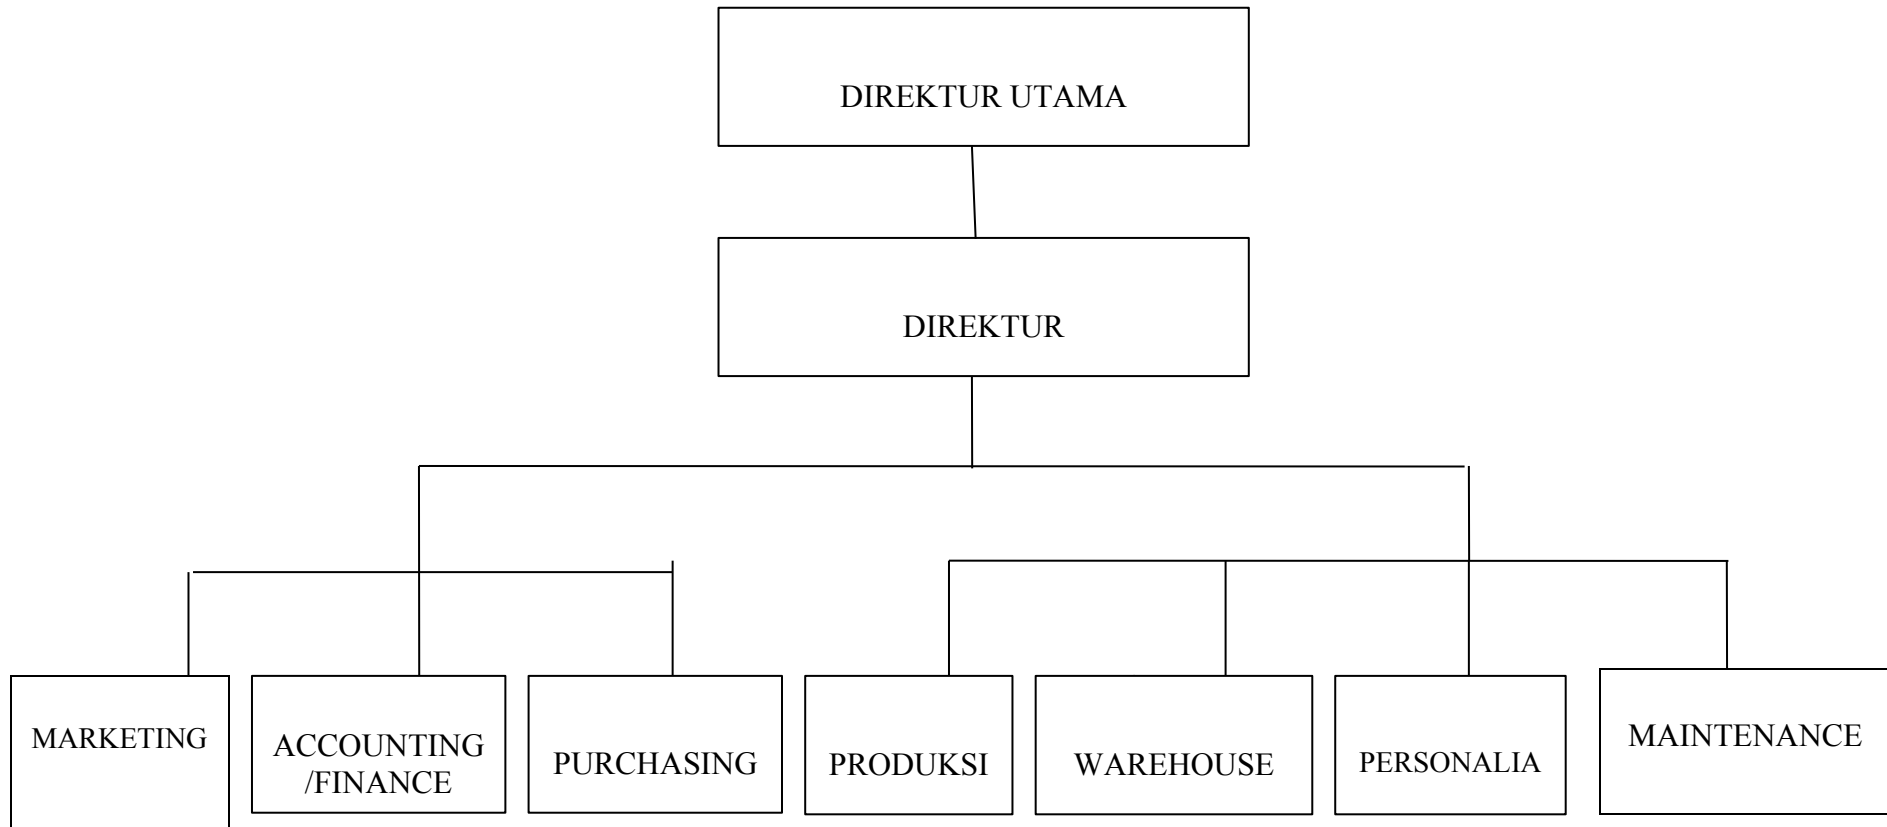 DIREKTUR UTAMA
DIREKTUR
MARKETING
ACCOUNTING
/FINANCE
PURCHASING
PRODUKSI
WAREHOUSE
PERSONALIA
MAINTENANCE